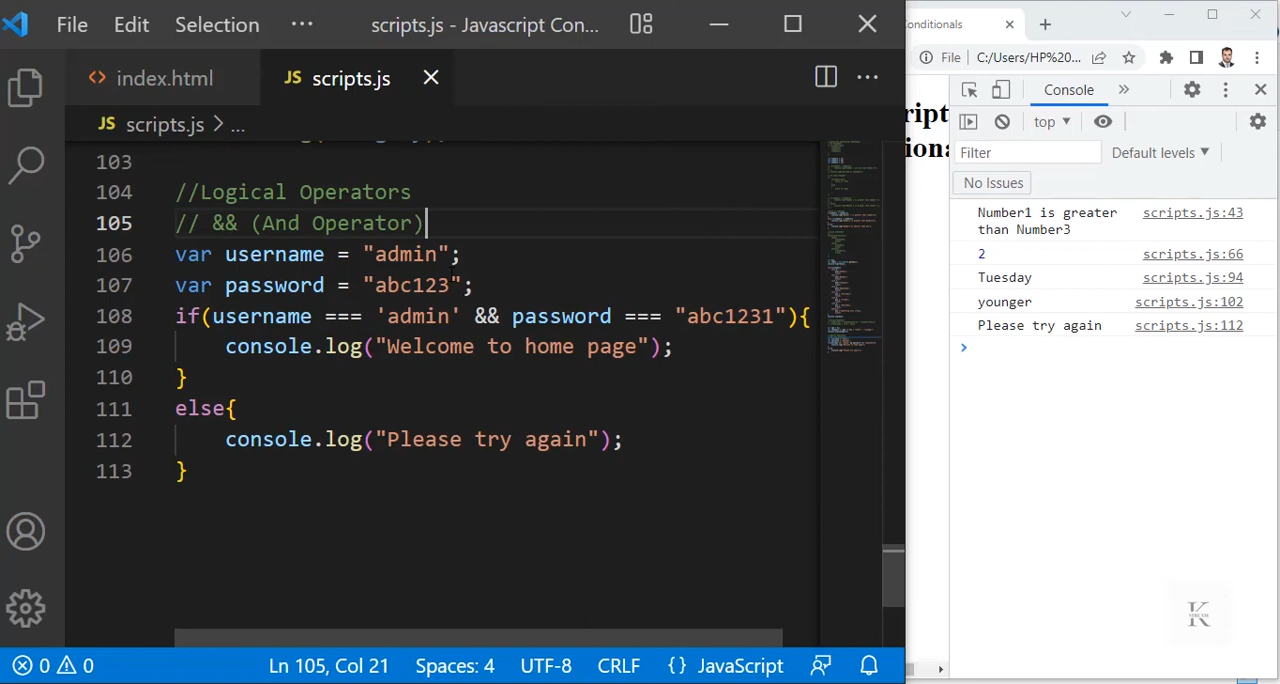 File Edit Selection ··· scripts.js - Javascript Con...
index.html JS scripts.js
JS scripts.js > ...
103
104 //Logical Operators
105 // && (And Operator)
106 var username = "admin";
107 var password = "abc123";
108 if(username === 'admin' && password === "abc1231"){
109 console.log("Welcome to home page");
110 }
111 else{
112 console.log("Please try again");
113 }
0 0 Ln 105, Col 21 Spaces: 4 UTF-8 CRLF {} JavaScript
onditionals
File C:/Users/HP%20...
Console
top
Filter Default levels
No Issues
Number1 is greater scripts.js:43
than Number3
2 scripts.js:66
Tuesday scripts.js:94
younger scripts.js:102
Please try again scripts.js:112
K